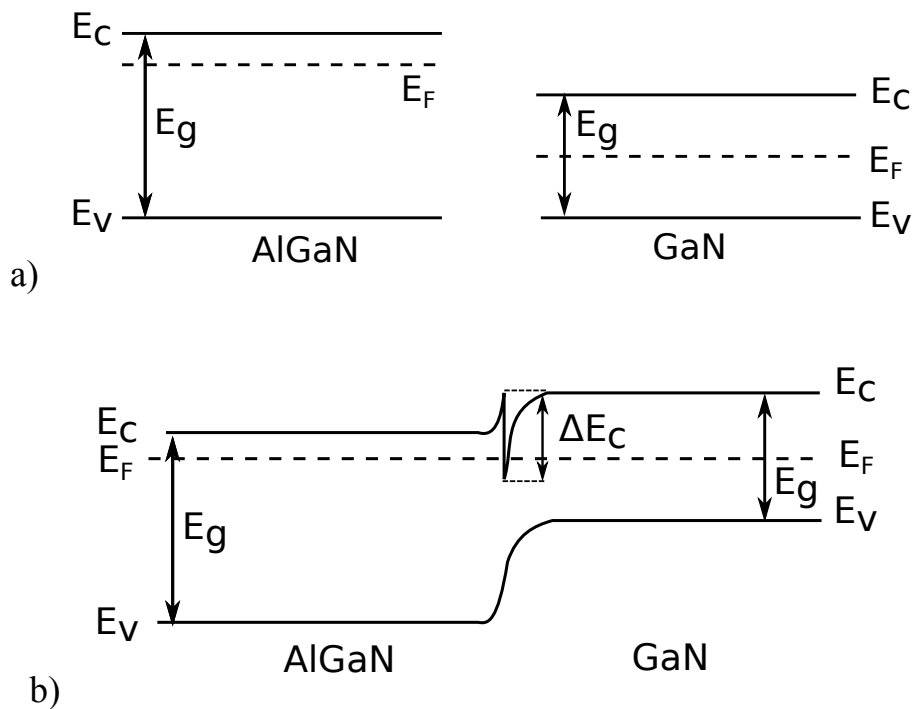 E_C
E_F
E_g
E_V
AlGaN
E_C
E_g
E_F
E_V
GaN
a)
E_C
E_F
E_g
E_V
AlGaN
ΔE_C
E_C
E_F
E_g
E_V
GaN
b)